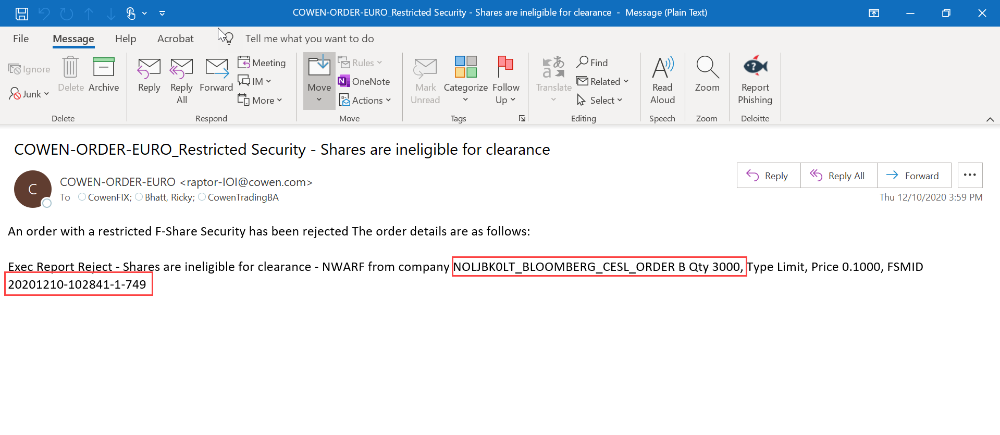 COWEN-ORDER-EURO_Restricted Security - Shares are ineligible for clearance - Message (Plain Text)
File Message Help Acrobat Tell me what you want to do
Ignore
Junk
Delete
Archive
Delete
Reply
Reply All
Forward
Meeting
IM
More
Respond
Move
Rules
OneNote
Actions
Move
Mark Unread
Categorize
Follow Up
Tags
Translate
Find
Related
Select
Editing
Read Aloud
Speech
Zoom
Zoom
Report Phishing
Deloitte
COWEN-ORDER-EURO_Restricted Security - Shares are ineligible for clearance
C
COWEN-ORDER-EURO <raptor-IOI@cowen.com>
To CowenFIX; Bhatt, Ricky; CowenTradingBA
Reply Reply All Forward
Thu 12/10/2020 3:59 PM
An order with a restricted F-Share Security has been rejected The order details are as follows:
Exec Report Reject - Shares are ineligible for clearance - NWARF from company NOLJBK0LT_BLOOMBERG_CESL_ORDER B Qty 3000, Type Limit, Price 0.1000, FSMID
20201210-102841-1-749